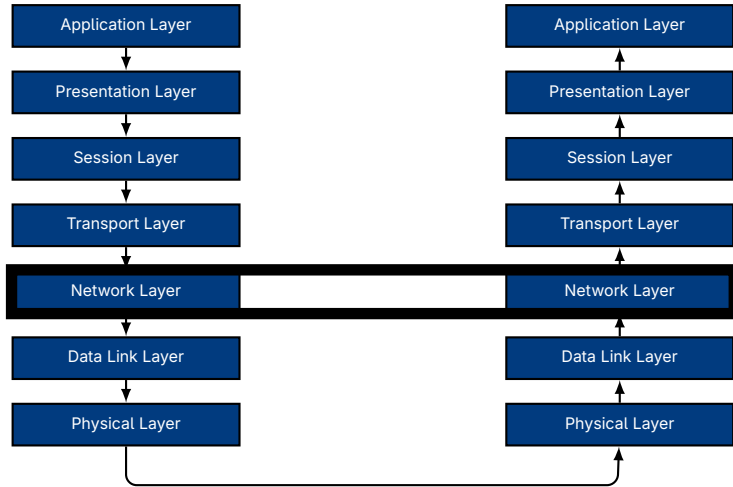 Application Layer
Application Layer
Presentation Layer
Presentation Layer
Session Layer
Session Layer
Transport Layer
Transport Layer
Network Layer
Network Layer
Data Link Layer
Data Link Layer
Physical Layer
Physical Layer